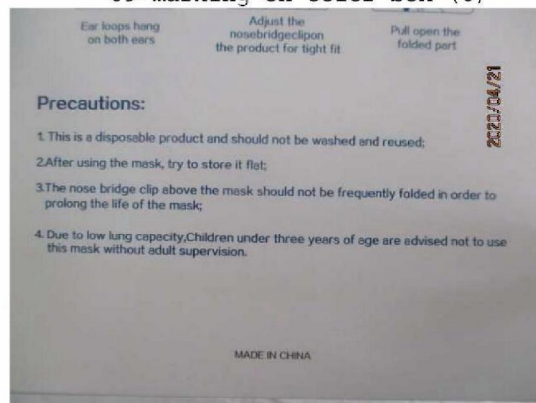 Ear loops hang
on both ears
Adjust the
nosebridgeclipon
the product for tight fit
Pull open the
folded part
2020/04/21
Precautions:
1. This is a disposable product and should not be washed and reused;
2.After using the mask, try to store it flat;
3.The nose bridge clip above the mask should not be frequently folded in order to
prolong the life of the mask;
4. Due to low lung capacity,Children under three years of age are advised not to use
this mask without adult supervision.
MADE IN CHINA